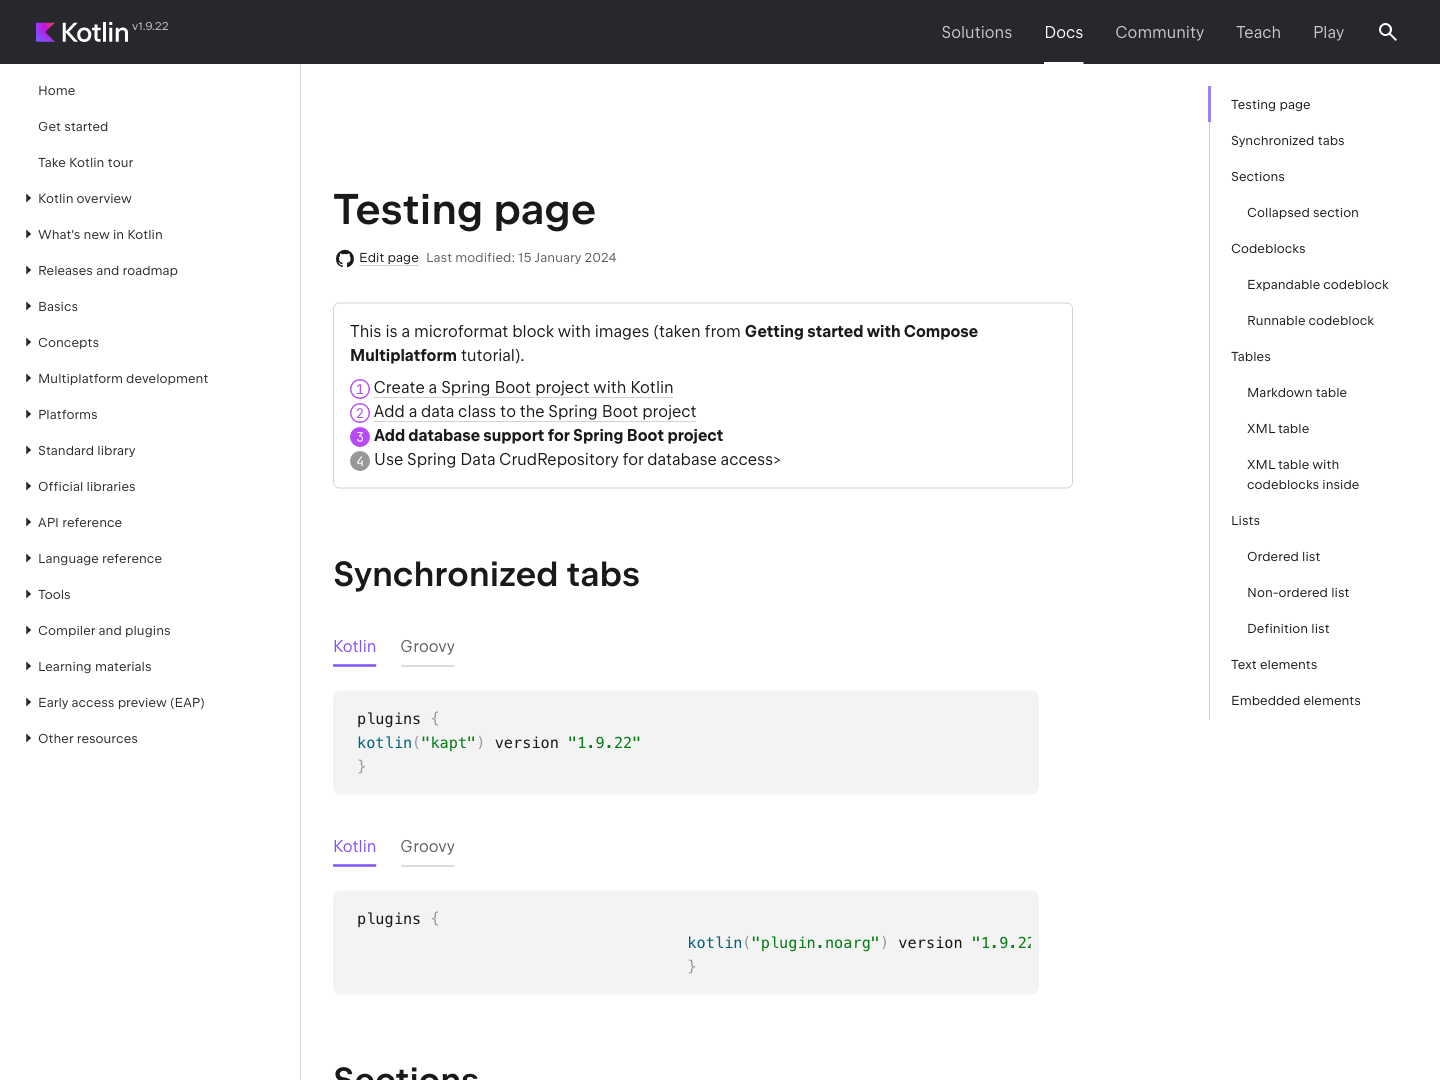 Kotlin v1.9.22
Solutions
Docs
Community
Teach
Play
Home
Get started
Take Kotlin tour
Kotlin overview
What's new in Kotlin
Releases and roadmap
Basics
Concepts
Multiplatform development
Platforms
Standard library
Official libraries
API reference
Language reference
Tools
Compiler and plugins
Learning materials
Early access preview (EAP)
Other resources
Testing page
Edit page Last modified: 15 January 2024
This is a microformat block with images (taken from Getting started with Compose
Multiplatform tutorial).
1 Create a Spring Boot project with Kotlin
2 Add a data class to the Spring Boot project
3 Add database support for Spring Boot project
4 Use Spring Data CrudRepository for database access>
Synchronized tabs
Kotlin Groovy
plugins {
kotlin("kapt") version "1.9.22"
}
Kotlin Groovy
plugins {
kotlin("plugin.noarg") version "1.9.22
}
Sections
Testing page
Synchronized tabs
Sections
Collapsed section
Codeblocks
Expandable codeblock
Runnable codeblock
Tables
Markdown table
XML table
XML table with
codeblocks inside
Lists
Ordered list
Non-ordered list
Definition list
Text elements
Embedded elements